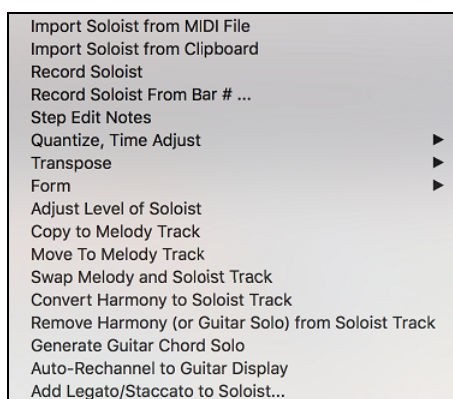 Import Soloist from MIDI File
Import Soloist from Clipboard
Record Soloist
Record Soloist From Bar # ...
Step Edit Notes
Quantize, Time Adjust
Transpose
Form
Adjust Level of Soloist
Copy to Melody Track
Move To Melody Track
Swap Melody and Soloist Track
Convert Harmony to Soloist Track
Remove Harmony (or Guitar Solo) from Soloist Track
Generate Guitar Chord Solo
Auto-Rechannel to Guitar Display
Add Legato/Staccato to Soloist...